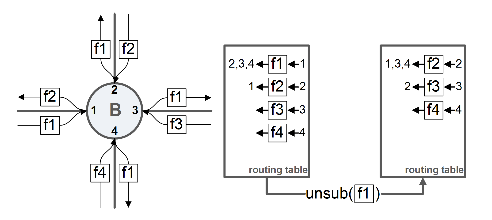 f1 f2
2
f2 f1
1 B 3
f1 f3
4
f4 f1
2,3,4 f1 1
1 f2 2
f3 3
f4 4
routing table
1,3,4 f2 2
2 f3 3
f4 4
routing table
unsub( f1 )